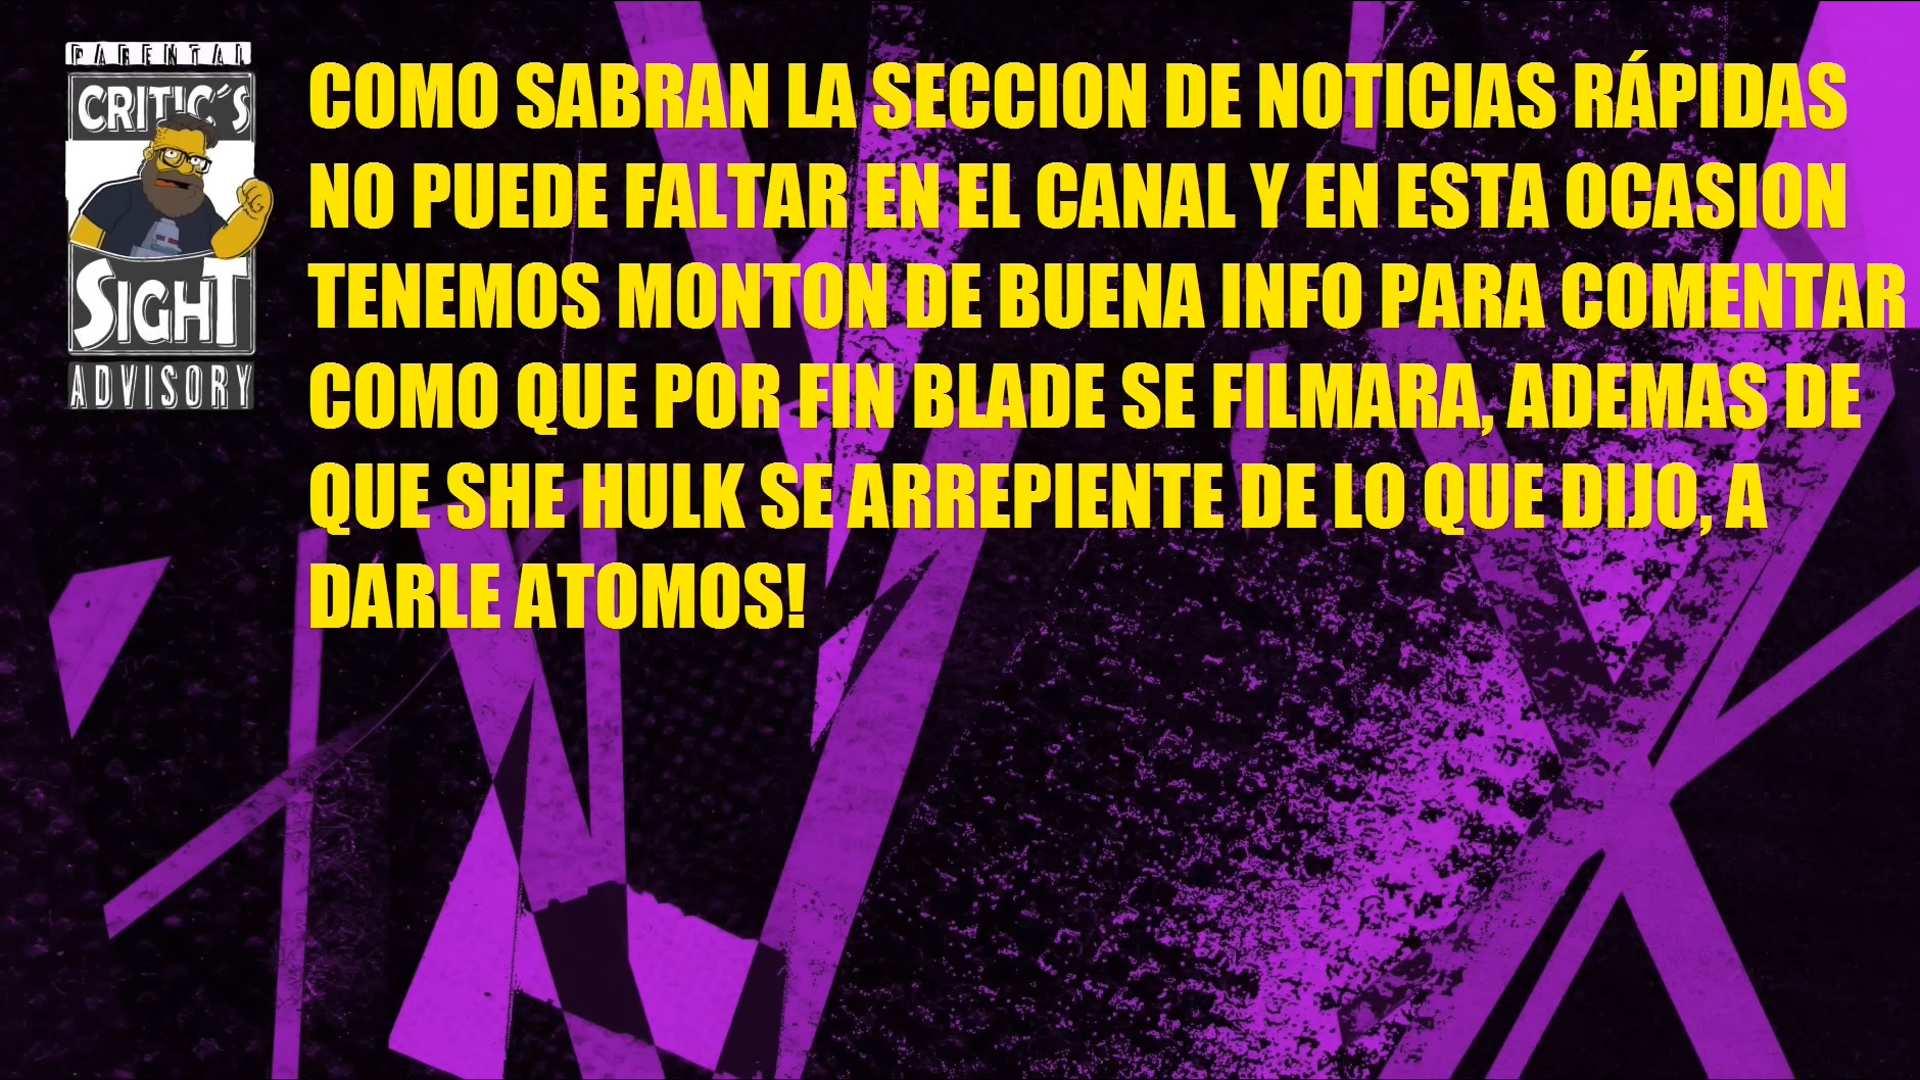 PARENTAL
CRITIC´S
SIGHT
ADVISORY
COMO SABRAN LA SECCION DE NOTICIAS RÁPIDAS
NO PUEDE FALTAR EN EL CANAL Y EN ESTA OCASION
TENEMOS MONTON DE BUENA INFO PARA COMENTAR
COMO QUE POR FIN BLADE SE FILMARA, ADEMAS DE
QUE SHE HULK SE ARREPIENTE DE LO QUE DIJO, A
DARLE ATOMOS!